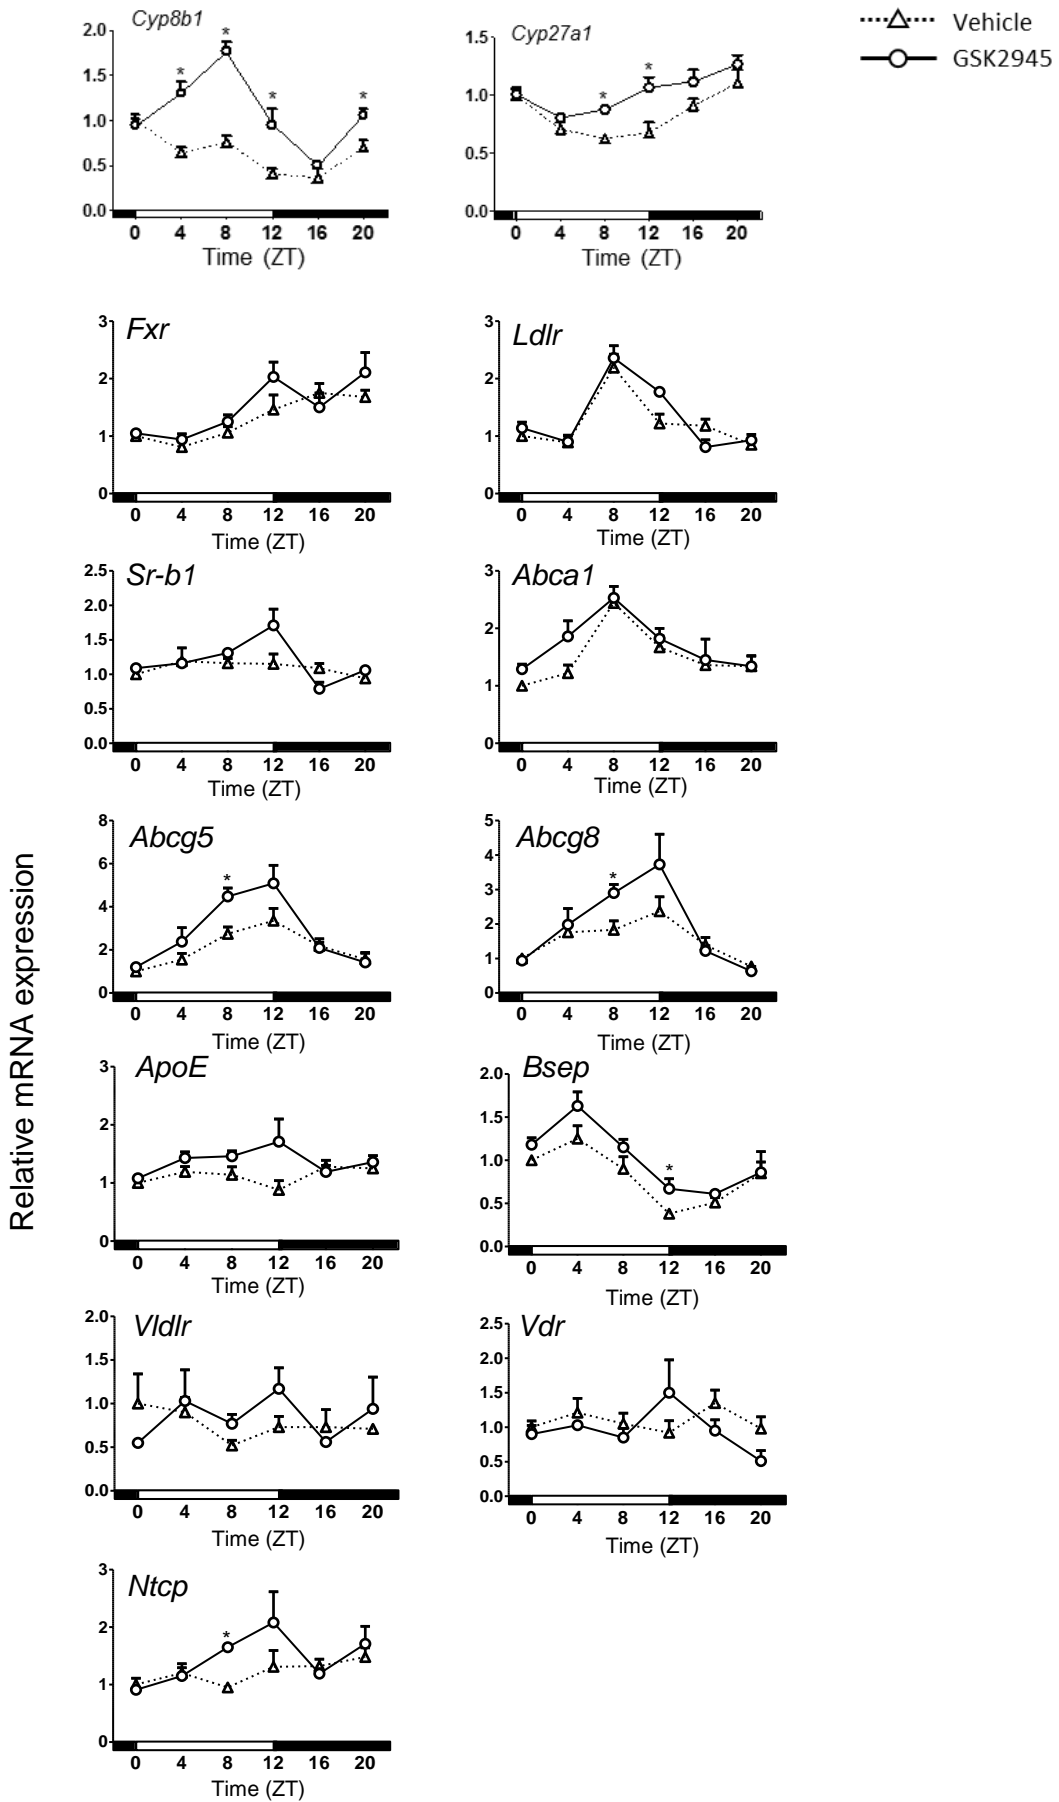 Cyp8b1
2.0
1.5
1.0
0.5
0.0
*
*
*
*
0 4 8 12 16 20
Time (ZT)
Cyp27a1
1.5
1.0
0.5
0.0
*
*
0 4 8 12 16 20
Time (ZT)
Vehicle
GSK2945
Relative mRNA expression
Fxr
3
2
1
0
0 4 8 12 16 20
Time (ZT)
Ldlr
3
2
1
0
0 4 8 12 16 20
Time (ZT)
Sr-b1
2.5
2.0
1.5
1.0
0.5
0.0
0 4 8 12 16 20
Time (ZT)
Abca1
3
2
1
0
0 4 8 12 16 20
Time (ZT)
Abcg5
8
6
4
2
0
*
0 4 8 12 16 20
Time (ZT)
Abcg8
5
4
3
2
1
0
*
0 4 8 12 16 20
Time (ZT)
ApoE
3
2
1
0
0 4 8 12 16 20
Time (ZT)
Bsep
2.0
1.5
1.0
0.5
0.0
*
0 4 8 12 16 20
Time (ZT)
Vldlr
2.0
1.5
1.0
0.5
0.0
0 4 8 12 16 20
Time (ZT)
Vdr
2.5
2.0
1.5
1.0
0.5
0.0
0 4 8 12 16 20
Time (ZT)
Ntcp
3
2
1
0
*
0 4 8 12 16 20
Time (ZT)